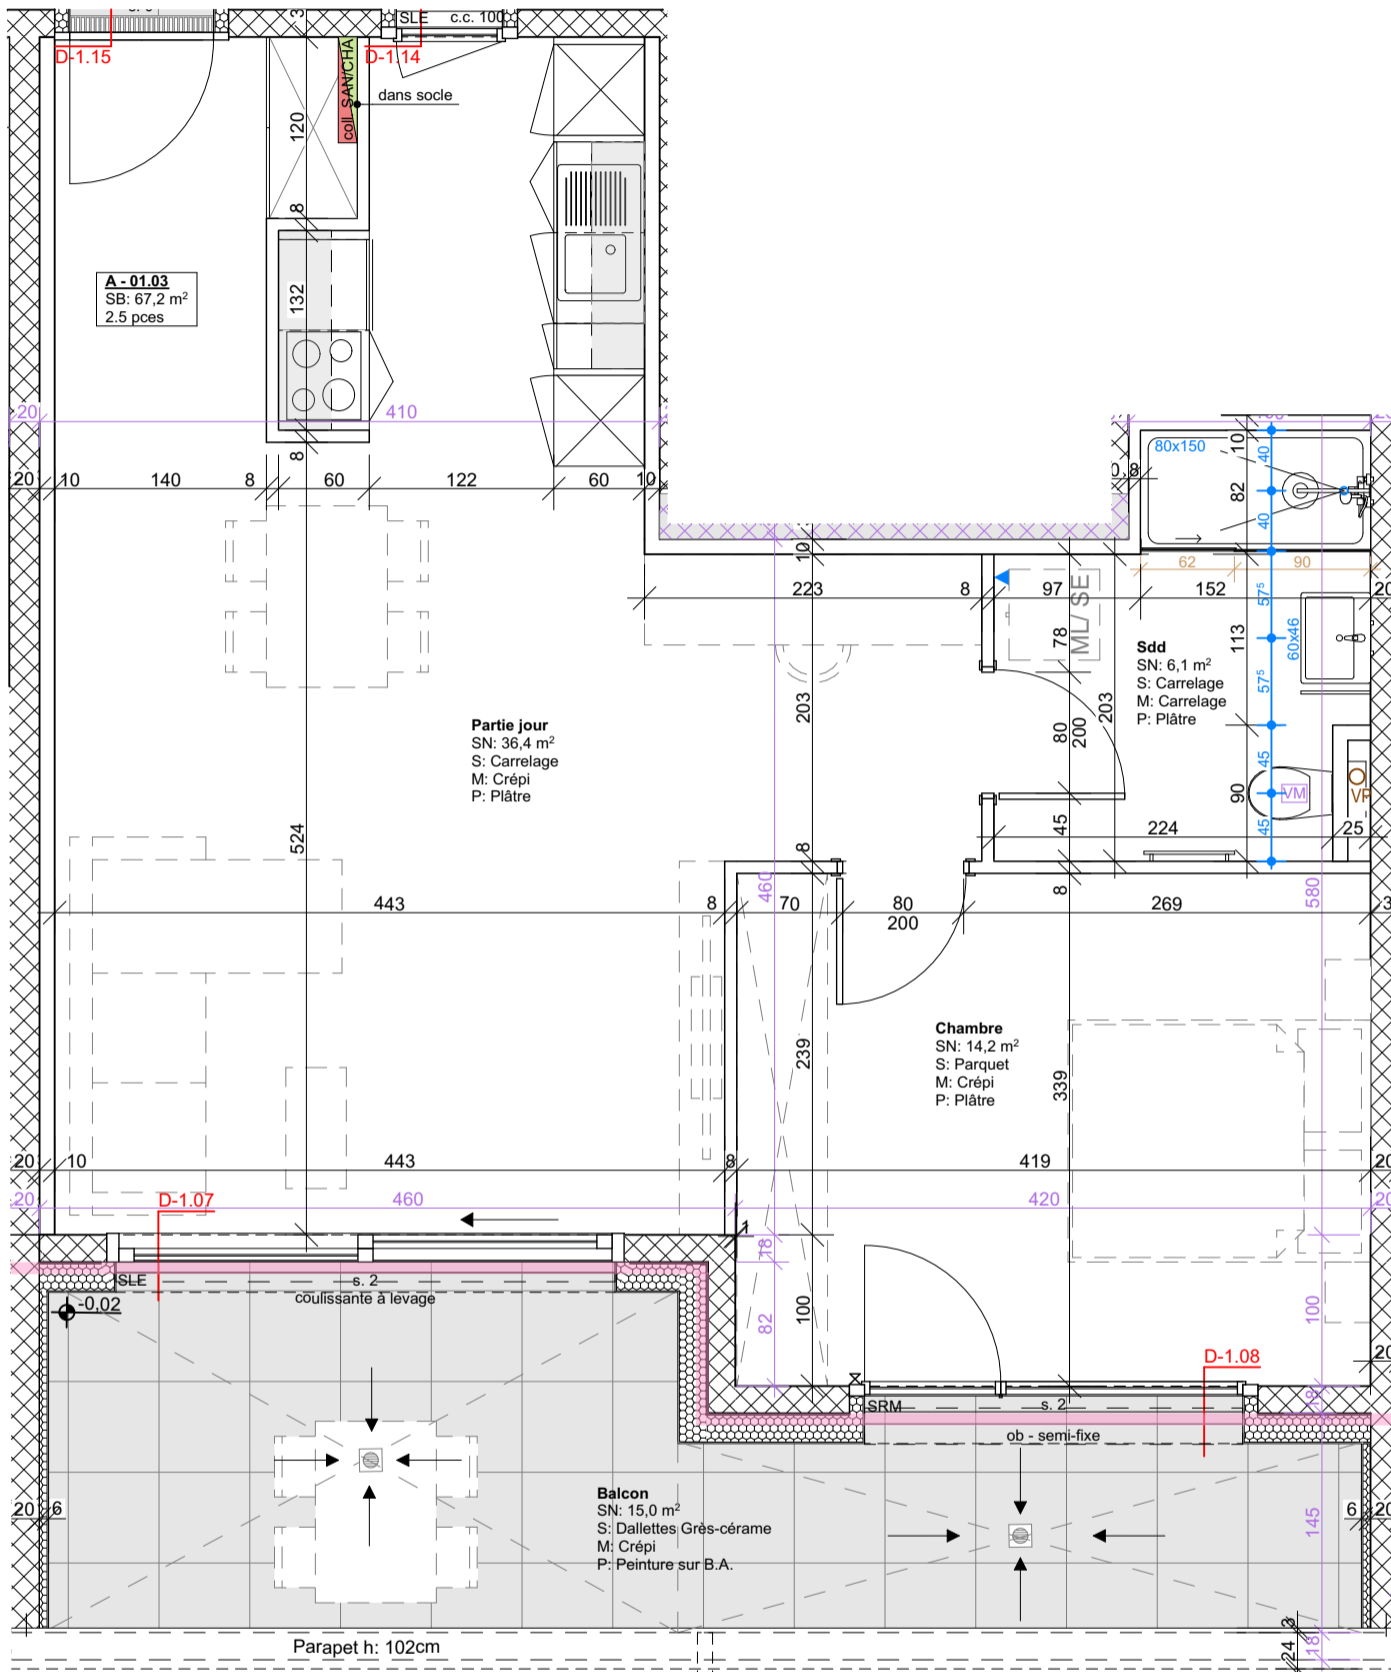 SLE
c.c. 100
3
D-1.15
D-1.14
coll. SAN/CHA
dans socle
120
8
A - 01.03
SB: 67,2 m²
2.5 pces
132
20
410
8
20
10
140
8
60
122
60
10
8
80x150
10
40
82
40
62
90
10
223
8
97
152
20
ML/ SE
78
57⁵
113
60x46
57⁵
Sdd
SN: 6,1 m²
S: Carrelage
M: Carrelage
P: Plâtre
203
80
200
203
Partie jour
SN: 36,4 m²
S: Carrelage
M: Crépi
P: Plâtre
45
90
VM
45
45
224
25
524
8
460
8
580
443
8
70
80
200
269
3
Chambre
SN: 14,2 m²
S: Parquet
M: Crépi
P: Plâtre
239
339
20
10
443
8
419
20
20
D-1.07
460
420
20
1
18
SLE
s. 2
coulissante à levage
-0,02
82
100
100
D-1.08
20
SRM
s. 2
18
ob - semi-fixe
Balcon
SN: 15,0 m²
S: Dallettes Grès-cérame
M: Crépi
P: Peinture sur B.A.
20
6
145
6
20
Parapet h: 102cm
24
18